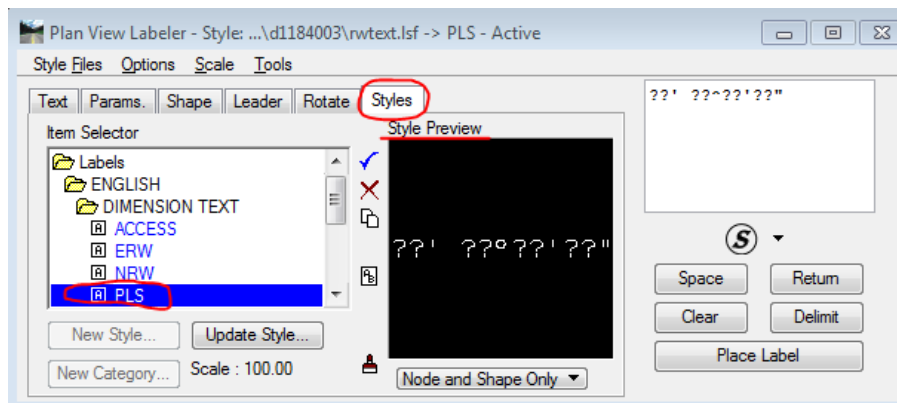 Plan View Labeler - Style: ...\d1184003\rwtext.lsf -> PLS - Active
Style Files Options Scale Tools
Text Params. Shape Leader Rotate Styles
Item Selector
Style Preview
Labels
ENGLISH
DIMENSION TEXT
ACCESS
ERW
NRW
PLS
??' ??º??'??"
New Style... Update Style...
New Category... Scale : 100.00
Node and Shape Only
??' ??^??'??"
S
Space Return
Clear Delimit
Place Label